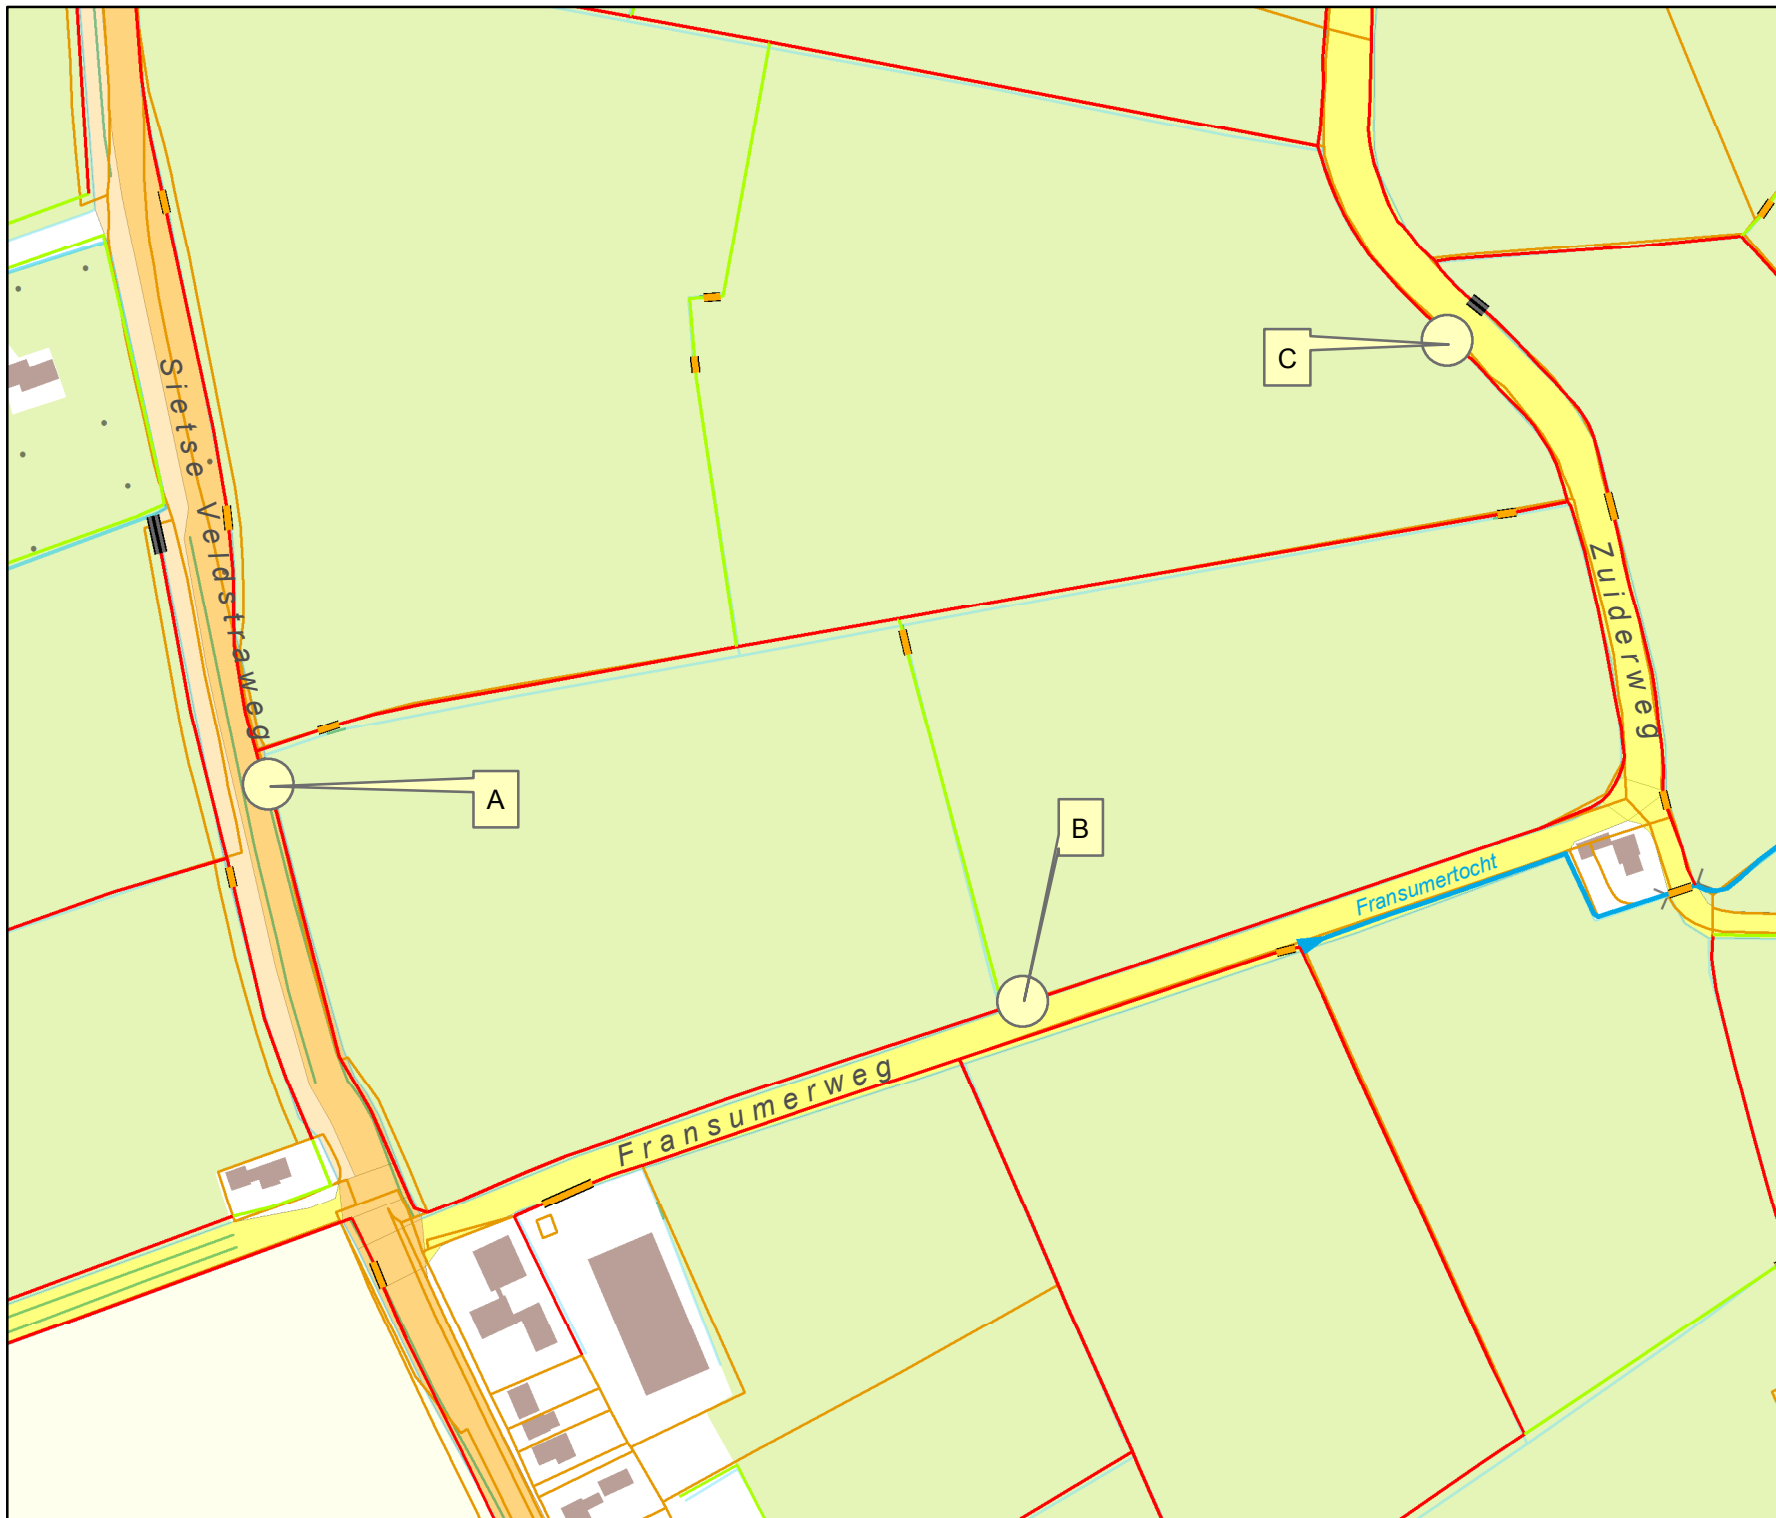 C
Sietse Veldstraweg
Zuiderweg
A
B
Fransumertocht
Fransumerweg